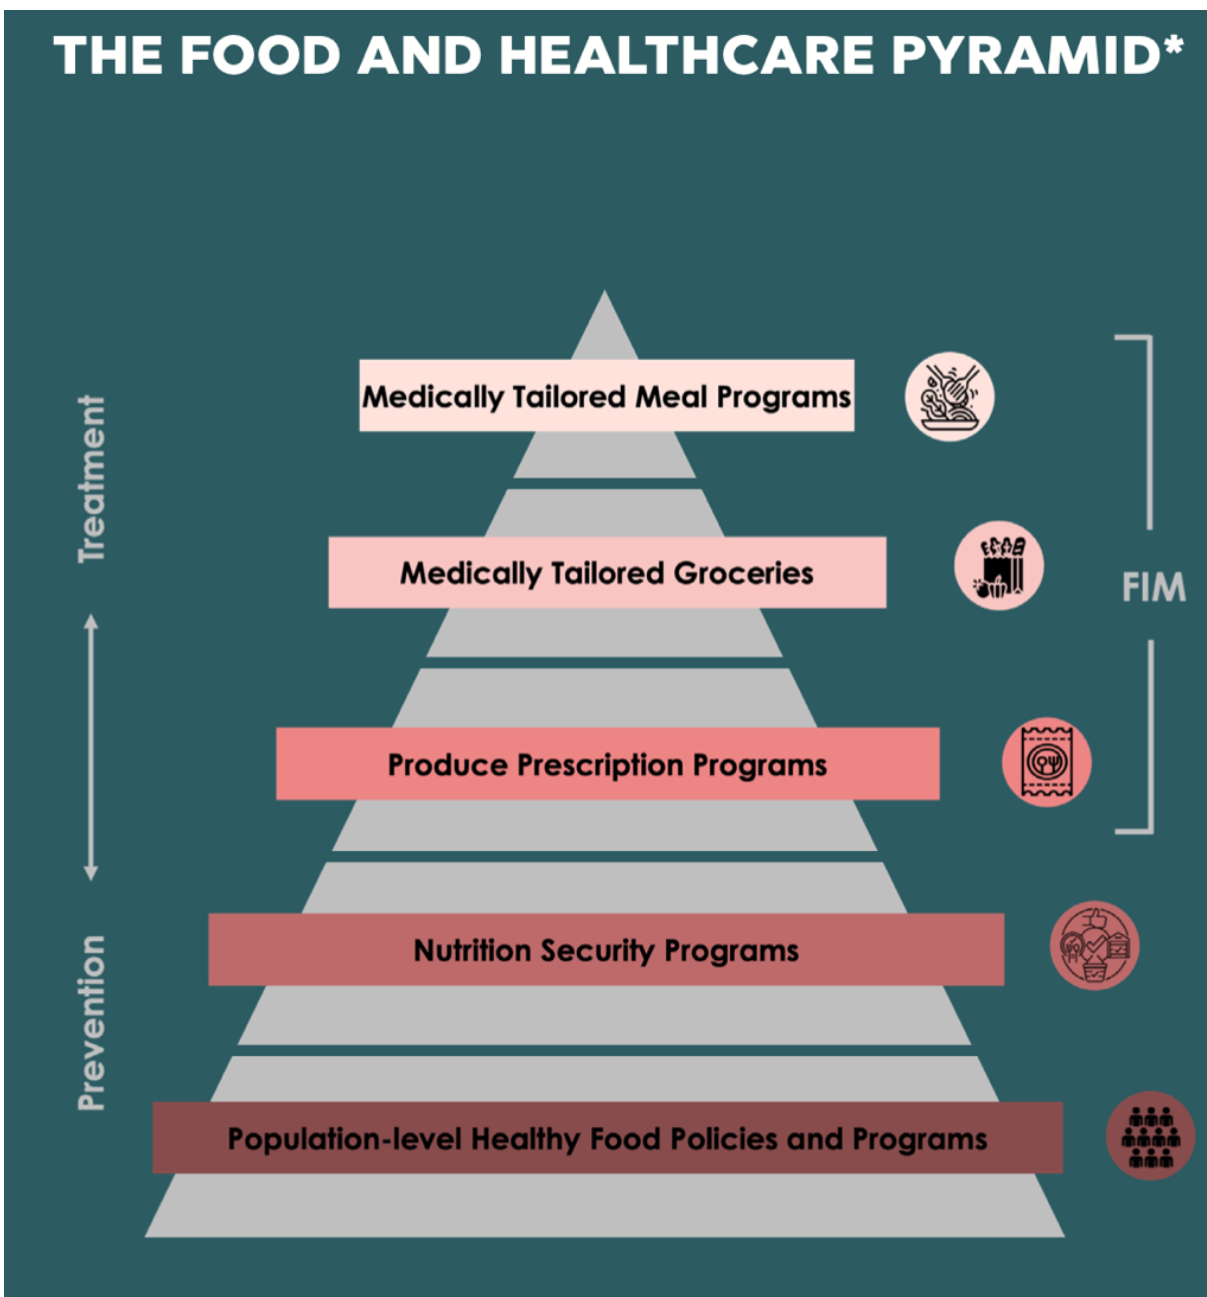 THE FOOD AND HEALTHCARE PYRAMID*
Medically Tailored Meal Programs
Treatment
Medically Tailored Groceries
FIM
Produce Prescription Programs
Nutrition Security Programs
Prevention
Population-level Healthy Food Policies and Programs